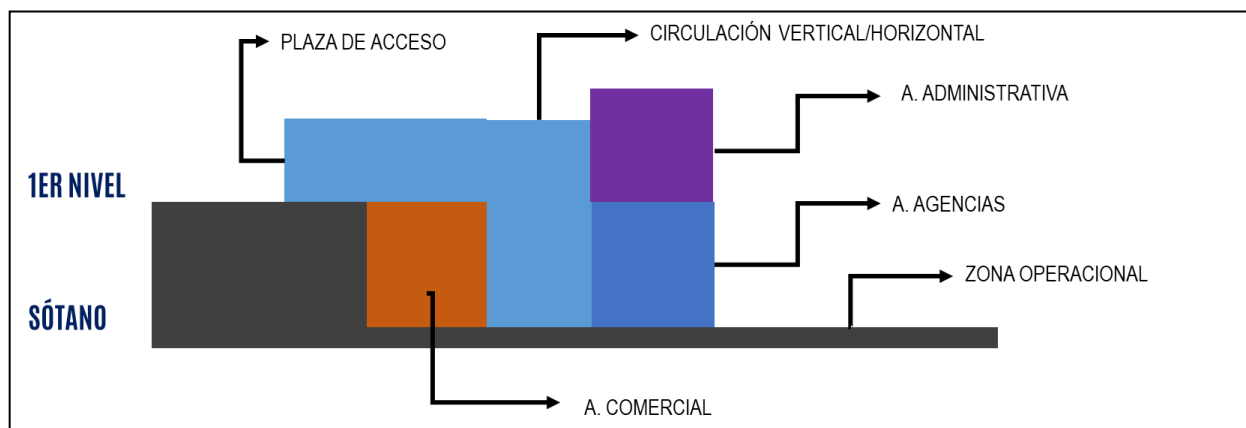 PLAZA DE ACCESO
CIRCULACIÓN VERTICAL/HORIZONTAL
A. ADMINISTRATIVA
1ER NIVEL
A. AGENCIAS
ZONA OPERACIONAL
SÓTANO
A. COMERCIAL